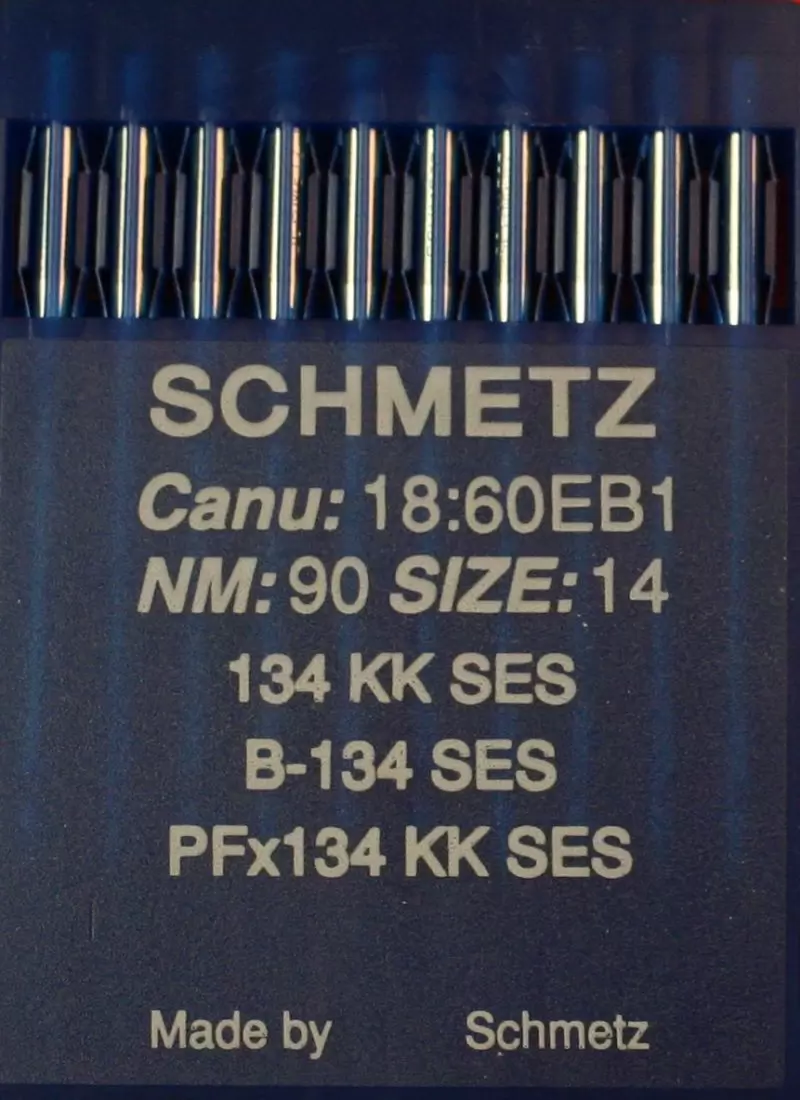 SCHMETZ
Canu: 18:60EB1
NM: 90 SIZE: 14
134 KK SES
B-134 SES
PFx134 KK SES
Made by Schmetz